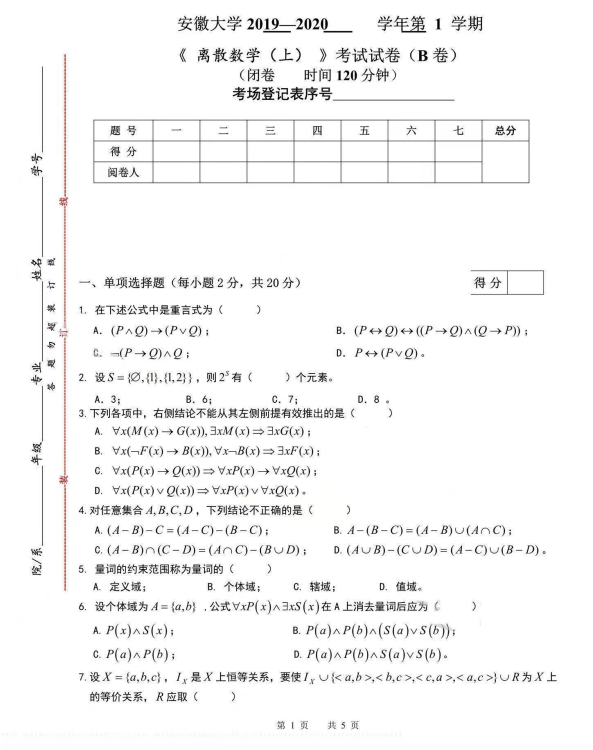 安徽大学 2019—2020 学年第 1 学期
《 离散数学（上） 》考试试卷（B 卷）
（闭卷 时间 120 分钟）
考场登记表序号
题 号 一 二 三 四 五 六 七 总分
得 分
阅卷人
学号
姓名
专业
年级
院/系
答 题 勿 超 装 订 线
线
订
装
一、单项选择题（每小题 2 分，共 20 分）
得 分
1. 在下述公式中是重言式为（ ）
A. (P∧Q)→(P∨Q)； B. (P↔Q)↔((P→Q)∧(Q→P))；
C. ¬(P→Q)∧Q； D. P↔(P∨Q)。
2. 设 S={∅,{1},{1,2}}，则 2^S 有（ ）个元素。
A. 3； B. 6； C. 7； D. 8 。
3.下列各项中，右侧结论不能从其左侧前提有效推出的是（ ）
A. ∀x(M(x)→G(x)),∃xM(x)⇒∃xG(x)；
B. ∀x(¬F(x)→B(x)),∀x¬B(x)⇒∃xF(x)；
C. ∀x(P(x)→Q(x))⇒∀xP(x)→∀xQ(x)；
D. ∀x(P(x)∨Q(x))⇒∀xP(x)∨∀xQ(x)。
4.对任意集合 A,B,C,D ，下列结论不正确的是（ ）
A. (A−B)−C=(A−C)−(B−C)； B. A−(B−C)=(A−B)∪(A∩C)；
C. (A−B)∩(C−D)=(A∩C)−(B∪D)； D. (A∪B)−(C∪D)=(A−C)∪(B−D)。
5. 量词的约束范围称为量词的（ ）
A. 定义域； B. 个体域； C. 辖域； D. 值域。
6. 设个体域为 A={a,b} ,公式∀xP(x)∧∃xS(x)在 A 上消去量词后应为（ ）
A. P(x)∧S(x)； B. P(a)∧P(b)∧(S(a)∨S(b))；
C. P(a)∧P(b)； D. P(a)∧P(b)∧S(a)∨S(b)。
7.设 X={a,b,c}，I_X 是 X 上恒等关系，要使 I_X∪{<a,b>,<b,c>,<c,a>,<a,c>}∪R 为 X 上
的等价关系，R 应取（ ）
第 1 页 共 5 页